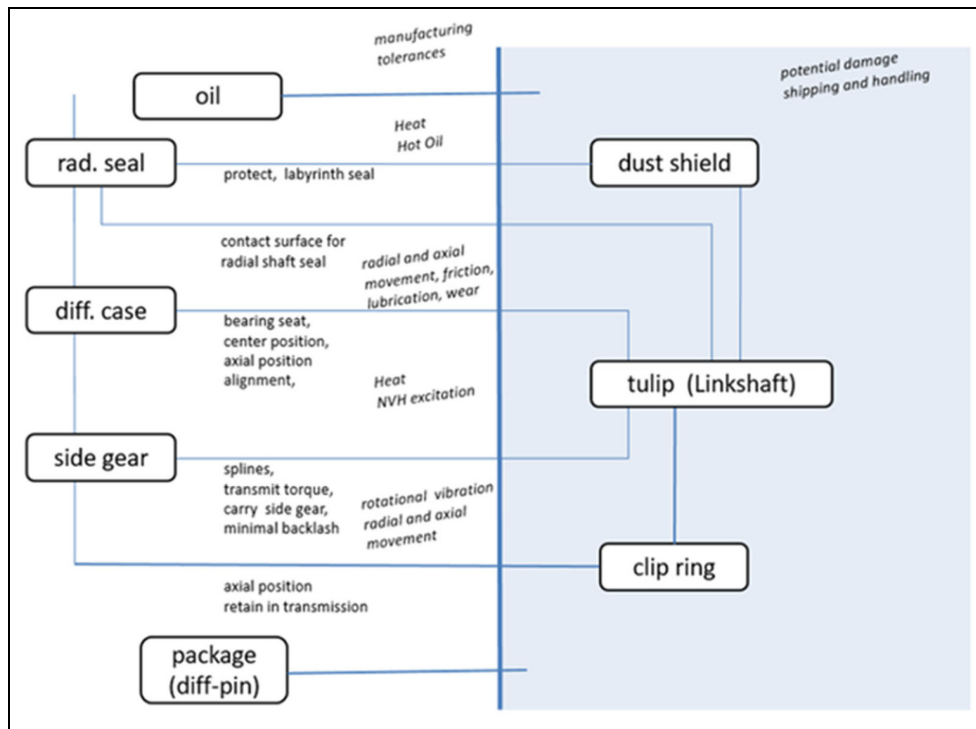 manufacturing
tolerances
potential damage
shipping and handling
oil
Heat
Hot Oil
rad. seal
dust shield
protect, labyrinth seal
contact surface for
radial shaft seal
radial and axial
movement, friction,
lubrication, wear
diff. case
bearing seat,
center position,
axial position
alignment,
Heat
NVH excitation
tulip (Linkshaft)
side gear
splines,
transmit torque,
carry side gear,
minimal backlash
rotational vibration
radial and axial
movement
clip ring
axial position
retain in transmission
package
(diff-pin)